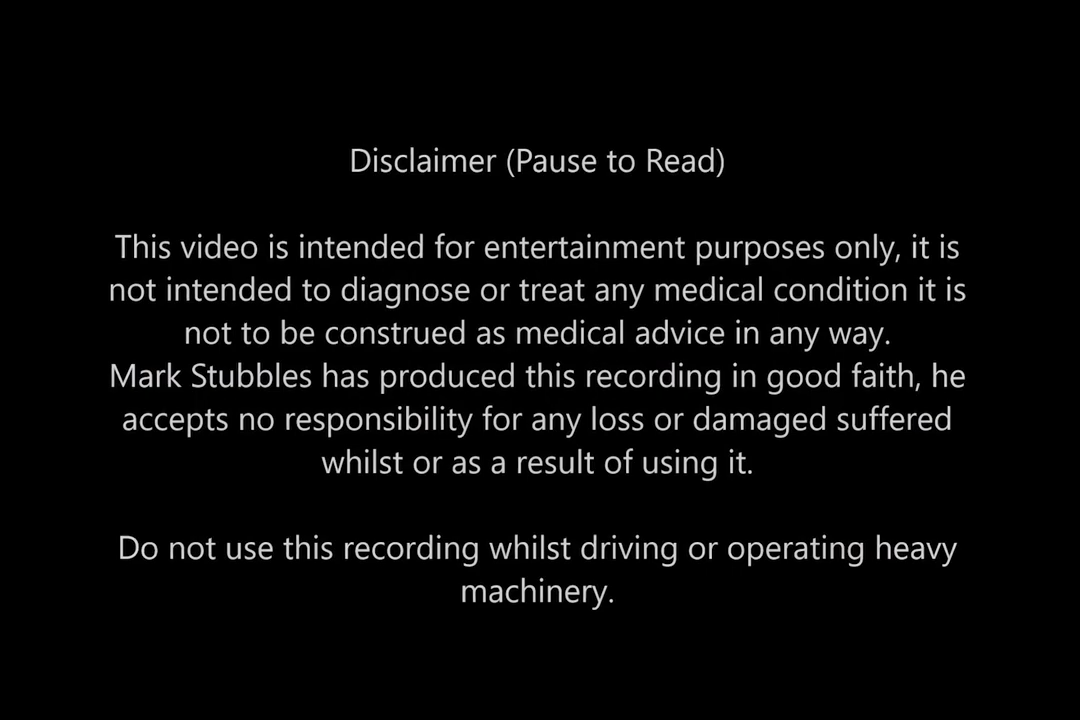 Disclaimer (Pause to Read)
This video is intended for entertainment purposes only, it is
not intended to diagnose or treat any medical condition it is
not to be construed as medical advice in any way.
Mark Stubbles has produced this recording in good faith, he
accepts no responsibility for any loss or damaged suffered
whilst or as a result of using it.
Do not use this recording whilst driving or operating heavy
machinery.